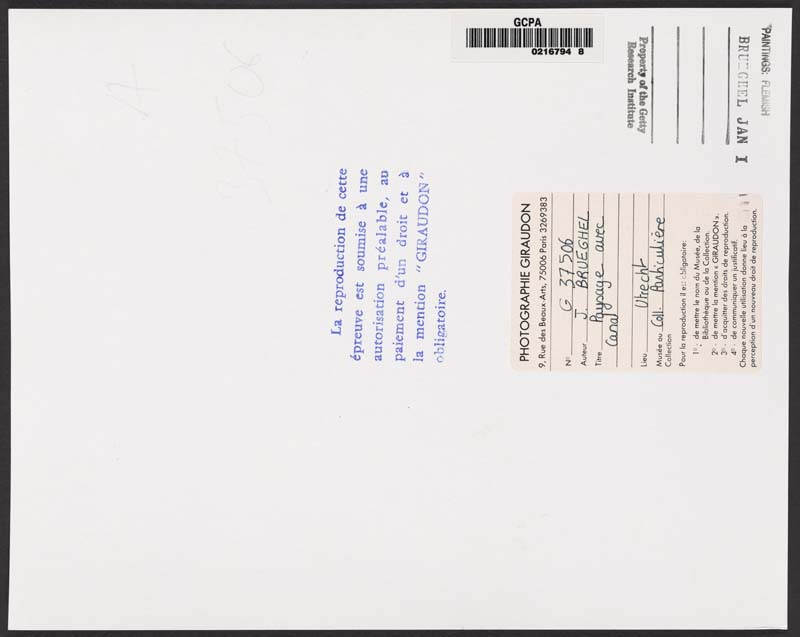 GCPA
0216794 8
PAINTINGS: FLEMISH
BRUEGHEL JAN I
Property of the Getty
Research Institute
37506
La reproduction de cette
épreuve est soumise à une
autorisation préalable, au
paiement d'un droit et à
la mention "GIRAUDON"
obligatoire.
PHOTOGRAPHIE GIRAUDON
9, Rue des Beaux-Arts, 75006 Paris 3269383
N° G 37506
Auteur J. BRUEGHEL
Titre Paysage avec
Canal
Lieu Utrecht
Musée ou Coll. Particulière
Collection
Pour la reproduction il est obligatoire:
1° - de mettre le nom du Musée, de la
Bibliothèque ou de la Collection.
2° - de mettre la mention « GIRAUDON ».
3° - d'acquitter des droits de reproduction.
4° - de communiquer un justificatif.
Chaque nouvelle utilisation donne lieu à la
perception d'un nouveau droit de reproduction.